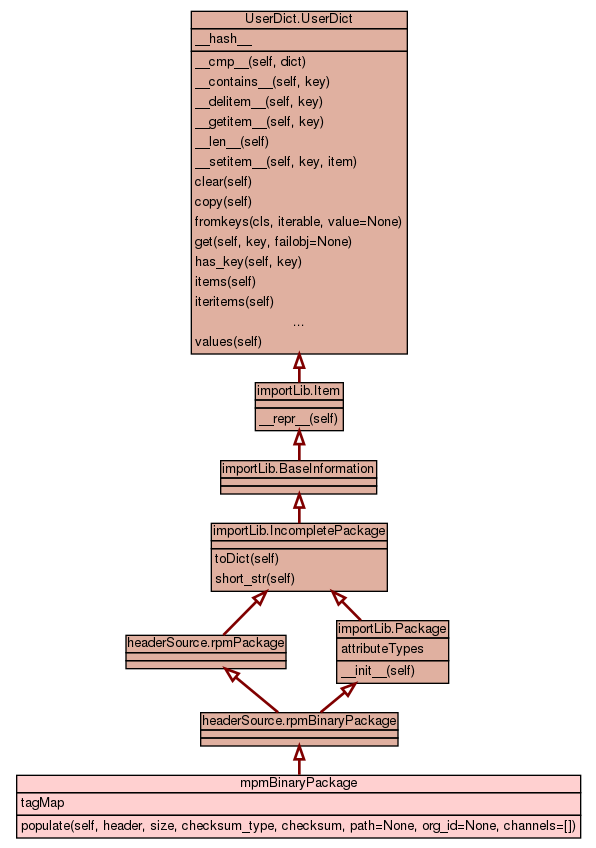 UserDict.UserDict
__hash__
__cmp__(self, dict)
__contains__(self, key)
__delitem__(self, key)
__getitem__(self, key)
__len__(self)
__setitem__(self, key, item)
clear(self)
copy(self)
fromkeys(cls, iterable, value=None)
get(self, key, failobj=None)
has_key(self, key)
items(self)
iteritems(self)
...
values(self)
importLib.Item
__repr__(self)
importLib.BaseInformation
importLib.IncompletePackage
toDict(self)
short_str(self)
headerSource.rpmPackage
importLib.Package
attributeTypes
__init__(self)
headerSource.rpmBinaryPackage
mpmBinaryPackage
tagMap
populate(self, header, size, checksum_type, checksum, path=None, org_id=None, channels=[])